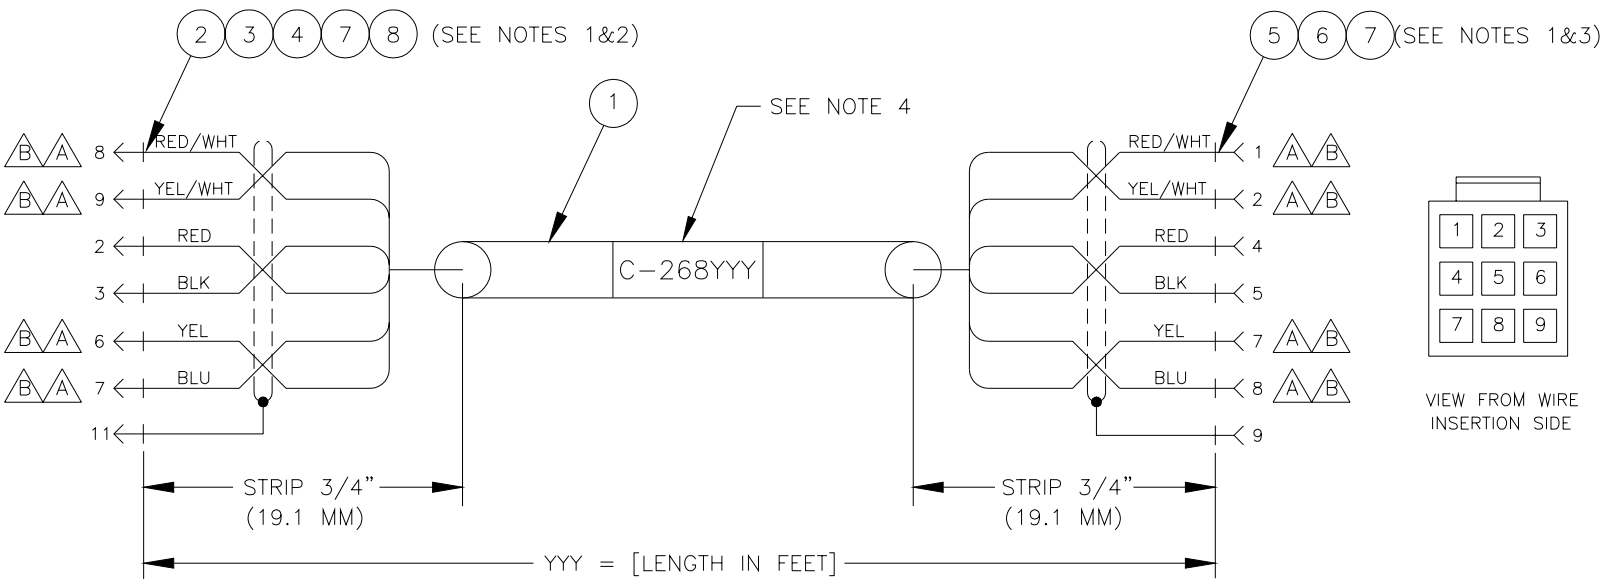 2 3 4 7 8 (SEE NOTES 1&2)
5 6 7 (SEE NOTES 1&3)
1
SEE NOTE 4
B A 8 RED/WHT
B A 9 YEL/WHT
2 RED
3 BLK
B A 6 YEL
B A 7 BLU
11
C-268YYY
RED/WHT 1 A B
YEL/WHT 2 A B
RED 4
BLK 5
YEL 7 A B
BLU 8 A B
9
1 2 3
4 5 6
7 8 9
VIEW FROM WIRE
INSERTION SIDE
STRIP 3/4"
(19.1 MM)
STRIP 3/4"
(19.1 MM)
YYY = [LENGTH IN FEET]